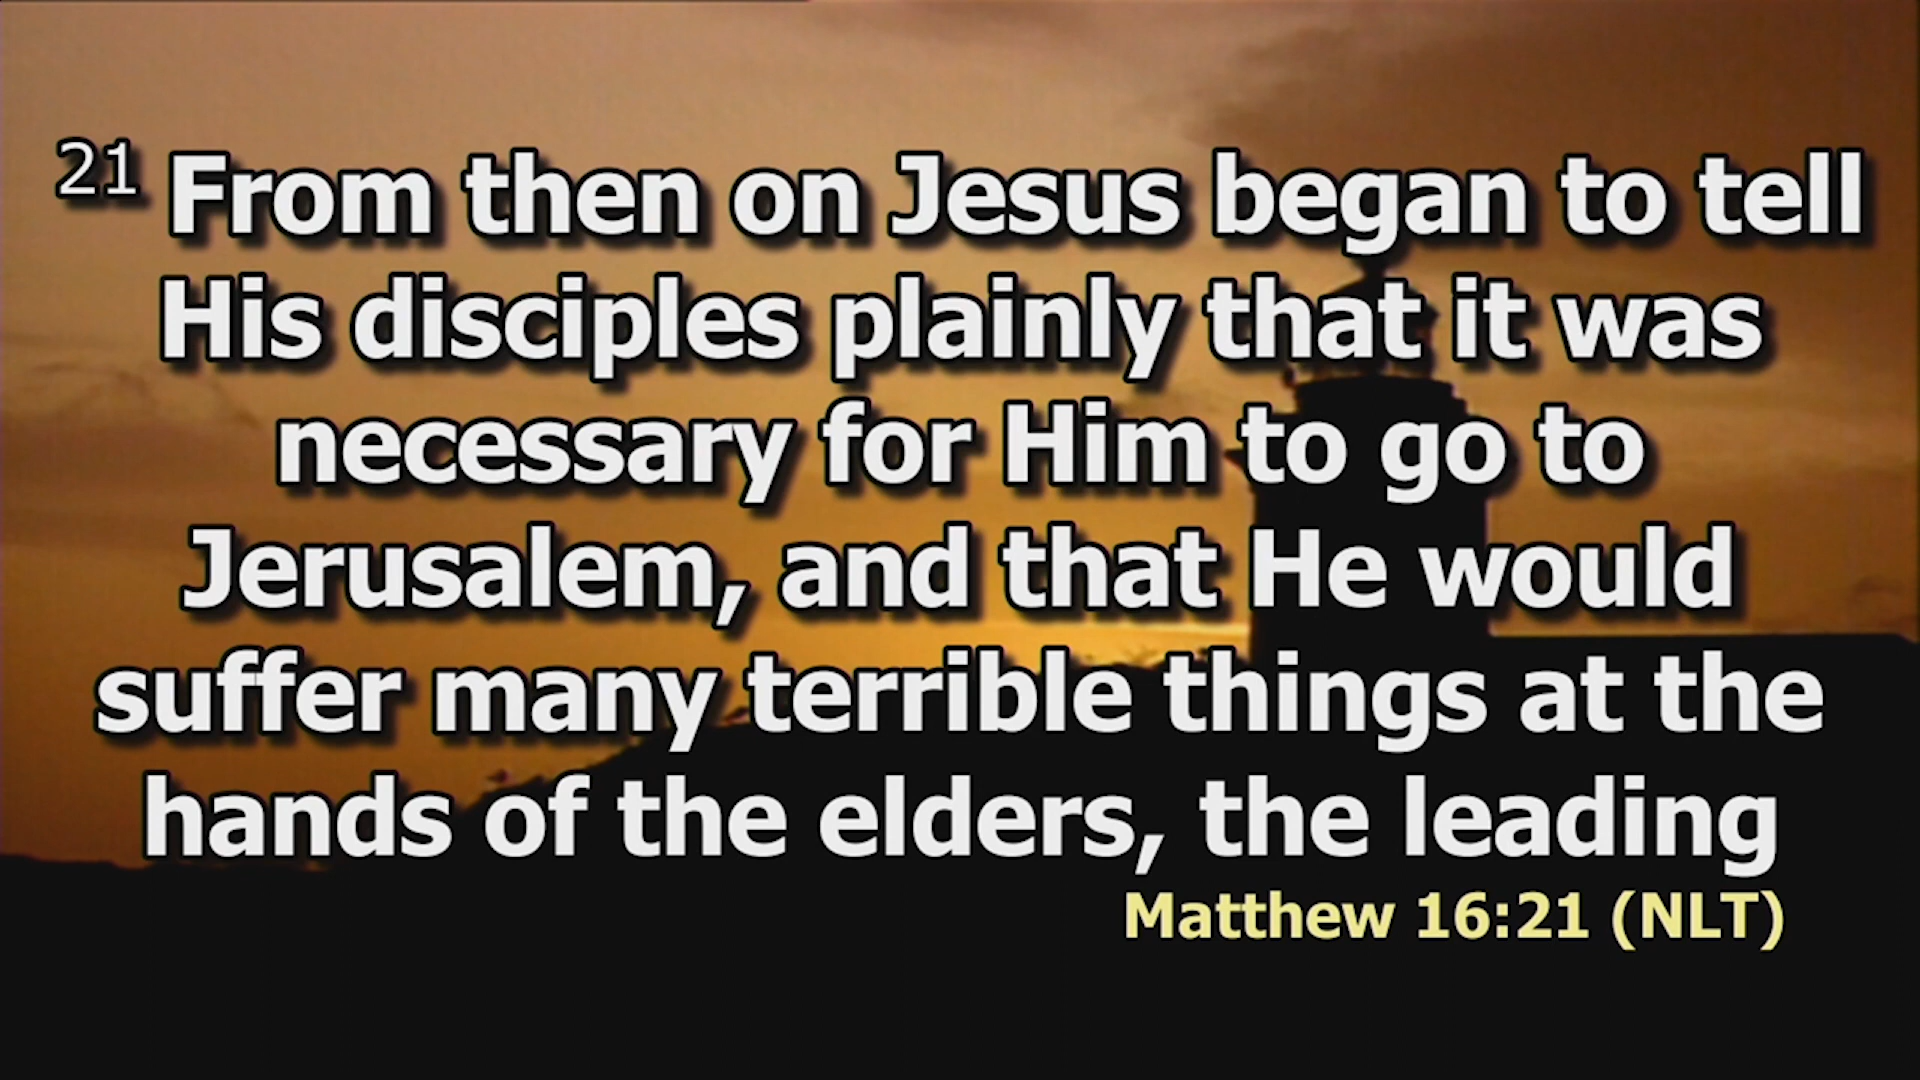 21 From then on Jesus began to tell
His disciples plainly that it was
necessary for Him to go to
Jerusalem, and that He would
suffer many terrible things at the
hands of the elders, the leading
Matthew 16:21 (NLT)